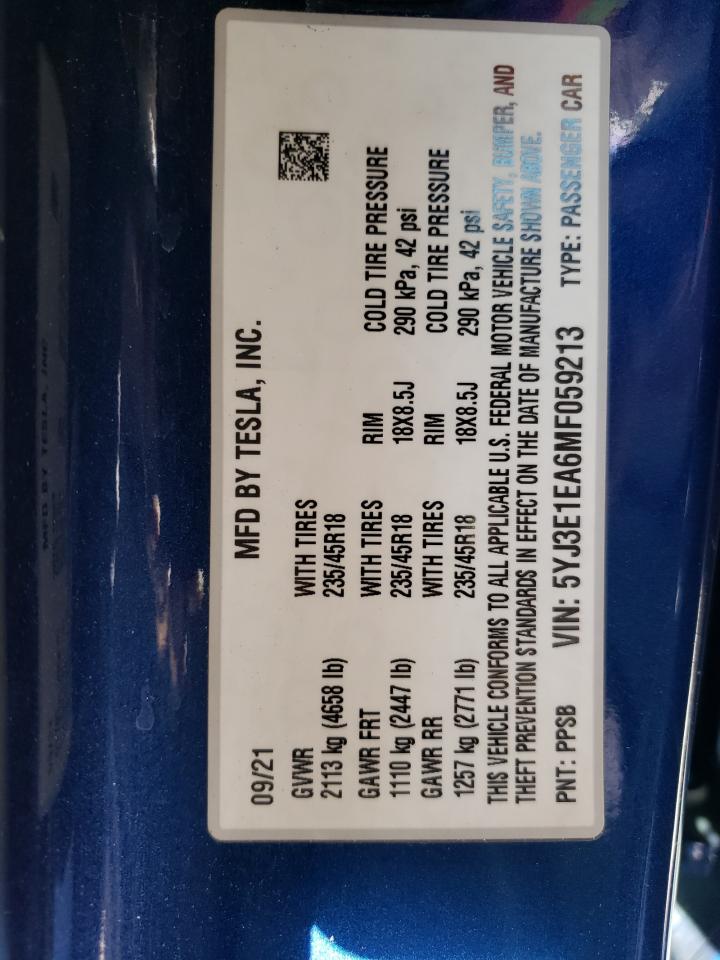 09/21 MFD BY TESLA, INC.
GVWR WITH TIRES
2113 kg (4658 lb) 235/45R18
GAWR FRT WITH TIRES RIM COLD TIRE PRESSURE
1110 kg (2447 lb) 235/45R18 18X8.5J 290 kPa, 42 psi
GAWR RR WITH TIRES RIM COLD TIRE PRESSURE
1257 kg (2771 lb) 235/45R18 18X8.5J 290 kPa, 42 psi
THIS VEHICLE CONFORMS TO ALL APPLICABLE U.S. FEDERAL MOTOR VEHICLE SAFETY, BUMPER, AND
THEFT PREVENTION STANDARDS IN EFFECT ON THE DATE OF MANUFACTURE SHOWN ABOVE.
PNT: PPSB VIN: 5YJ3E1EA6MF059213 TYPE: PASSENGER CAR